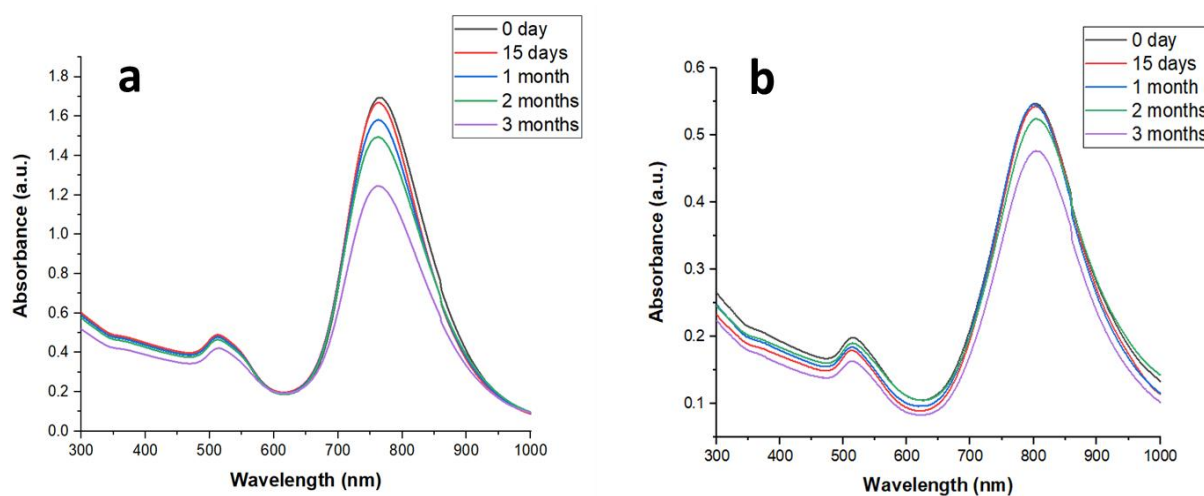 a
0 day
15 days
1 month
2 months
3 months
1.8
1.6
1.4
1.2
1.0
0.8
0.6
0.4
0.2
0.0
Absorbance (a.u.)
300 400 500 600 700 800 900 1000
Wavelength (nm)
b
0 day
15 days
1 month
2 months
3 months
0.6
0.5
0.4
0.3
0.2
0.1
Absorbance (a.u.)
300 400 500 600 700 800 900 1000
Wavelength (nm)